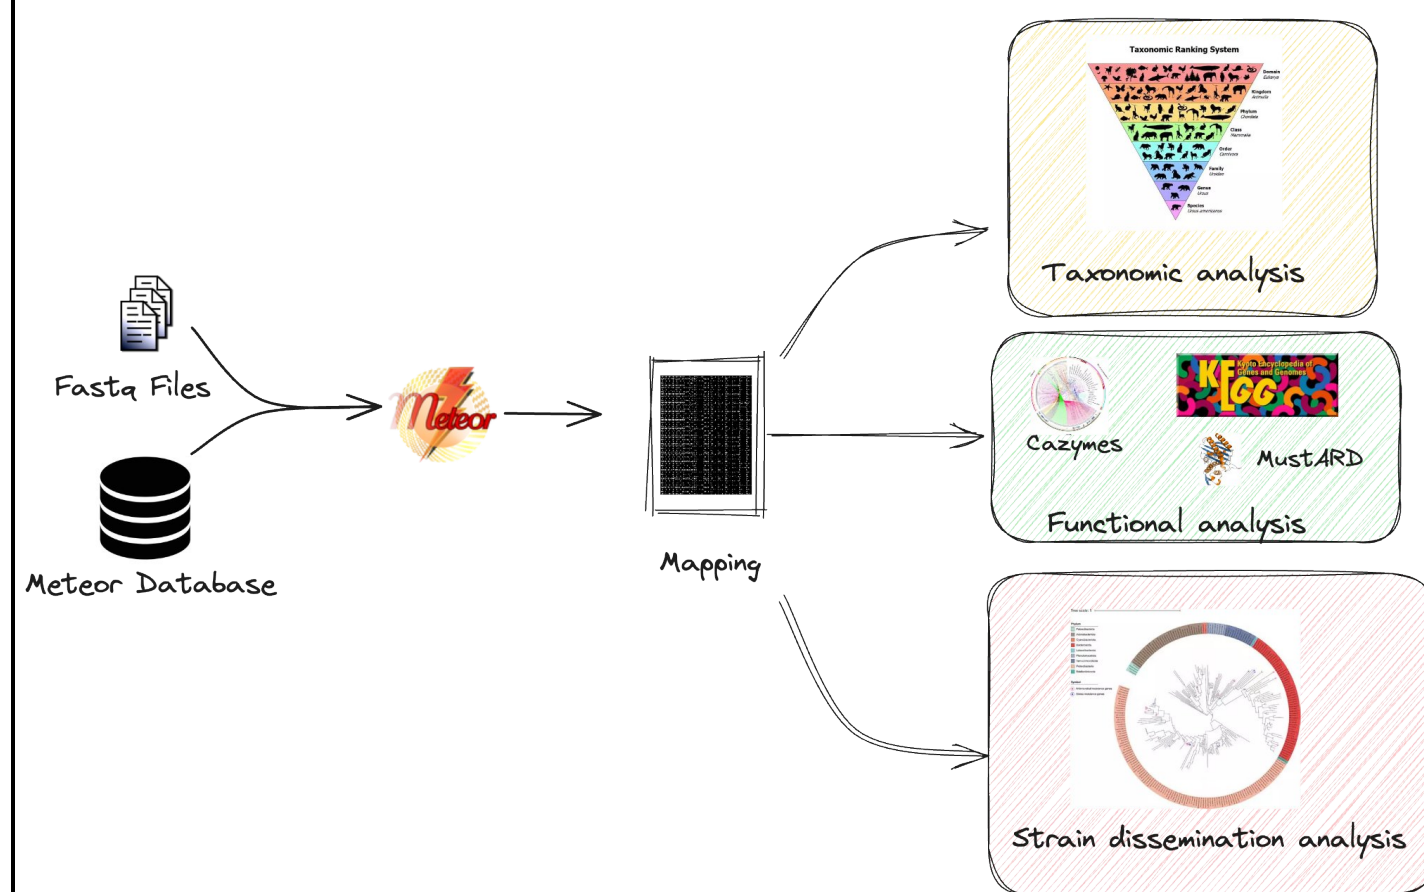 Taxonomic Ranking System
Domain
Eukarya
Kingdom
Animalia
Phylum
Chordata
Class
Mammalia
Order
Carnivora
Family
Ursidae
Genus
Ursus
Species
Ursus americanus
Taxonomic analysis
Fastq Files
Meteor Database
Meteor
Mapping
KEGG
Kyoto Encyclopedia of
Genes and Genomes
Cazymes
MustARD
Functional analysis
Strain dissemination analysis